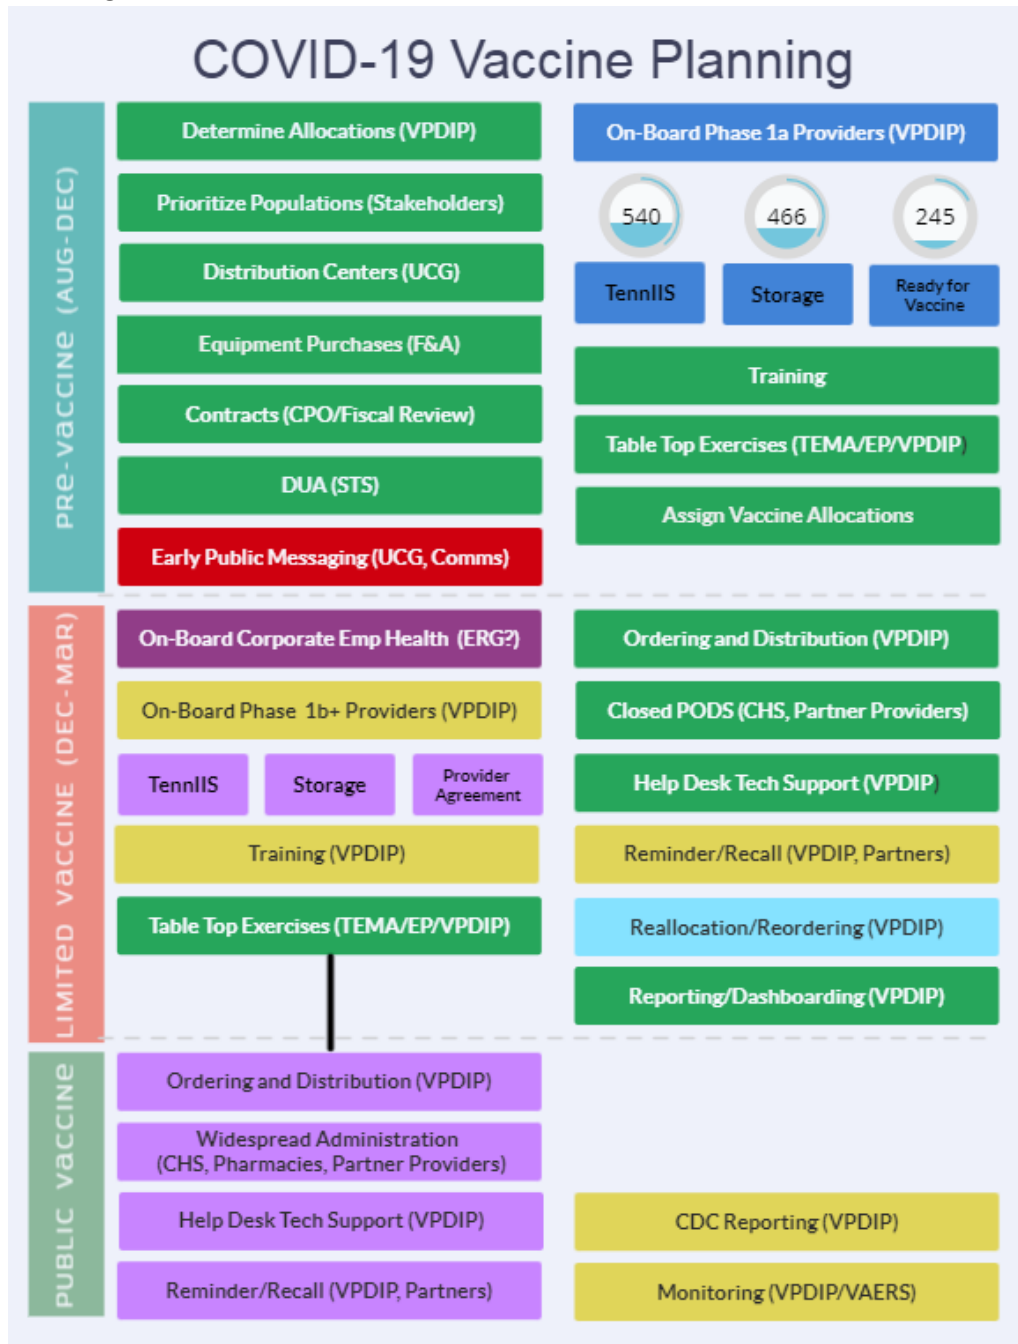 COVID-19 Vaccine Planning
PRE-VACCINE (AUG-DEC)
Determine Allocations (VPDIP)
Prioritize Populations (Stakeholders)
Distribution Centers (UCG)
Equipment Purchases (F&A)
Contracts (CPO/Fiscal Review)
DUA (STS)
Early Public Messaging (UCG, Comms)
On-Board Phase 1a Providers (VPDIP)
540
466
245
TennIIS
Storage
Ready for
Vaccine
Training
Table Top Exercises (TEMA/EP/VPDIP)
Assign Vaccine Allocations
LIMITED VACCINE (DEC-MAR)
On-Board Corporate Emp Health (ERG?)
On-Board Phase 1b+ Providers (VPDIP)
TennIIS
Storage
Provider
Agreement
Training (VPDIP)
Table Top Exercises (TEMA/EP/VPDIP)
Ordering and Distribution (VPDIP)
Closed PODS (CHS, Partner Providers)
Help Desk Tech Support (VPDIP)
Reminder/Recall (VPDIP, Partners)
Reallocation/Reordering (VPDIP)
Reporting/Dashboarding (VPDIP)
PUBLIC VACCINE
Ordering and Distribution (VPDIP)
Widespread Administration
(CHS, Pharmacies, Partner Providers)
Help Desk Tech Support (VPDIP)
Reminder/Recall (VPDIP, Partners)
CDC Reporting (VPDIP)
Monitoring (VPDIP/VAERS)